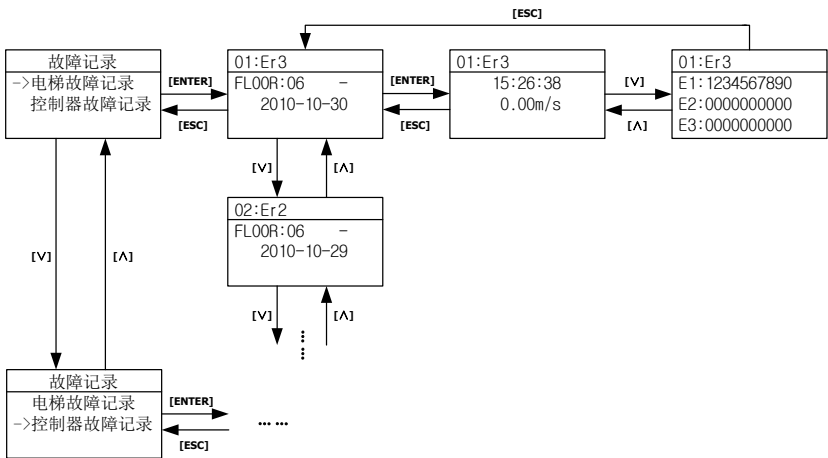 [ESC]
故障记录
->电梯故障记录
控制器故障记录
[ENTER]
[ESC]
01:Er3
FLOOR:06 -
2010-10-30
[ENTER]
[ESC]
01:Er3
15:26:38
0.00m/s
[∨]
[∧]
01:Er3
E1:1234567890
E2:0000000000
E3:0000000000
[∨]
[∧]
02:Er2
FLOOR:06 -
2010-10-29
[∨]
[∧]
[∨]
[∧]
……
故障记录
电梯故障记录
->控制器故障记录
[ENTER]
[ESC]
……